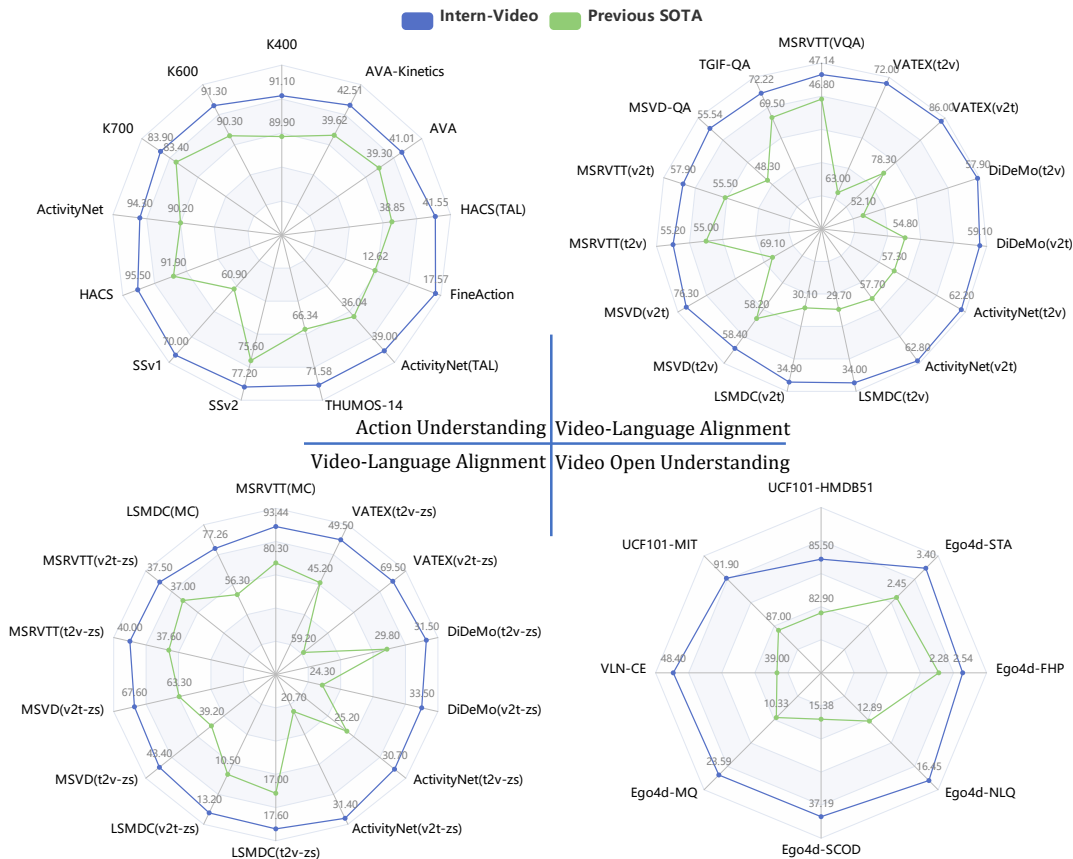 Intern-Video Previous SOTA
K400
91.10
89.90
AVA-Kinetics
42.51
39.62
AVA
41.01
39.30
HACS(TAL)
41.55
38.85
FineAction
17.57
12.62
ActivityNet(TAL)
39.00
36.04
THUMOS-14
71.58
66.34
SSv2
77.20
75.60
SSv1
70.00
60.90
HACS
95.50
91.90
ActivityNet
94.30
90.20
K700
83.90
83.40
K600
91.30
90.30
Action Understanding
MSRVTT(VQA)
47.14
46.80
VATEX(t2v)
72.00
63.00
VATEX(v2t)
86.00
78.30
DiDeMo(t2v)
57.90
52.10
DiDeMo(v2t)
59.10
54.80
ActivityNet(t2v)
62.20
57.30
ActivityNet(v2t)
62.80
57.70
LSMDC(t2v)
34.00
29.70
LSMDC(v2t)
34.90
30.10
MSVD(t2v)
58.40
58.20
MSVD(v2t)
76.30
69.10
MSRVTT(t2v)
55.20
55.00
MSRVTT(v2t)
57.90
55.50
MSVD-QA
55.54
48.30
TGIF-QA
72.22
69.50
Video-Language Alignment
Video-Language Alignment
MSRVTT(MC)
93.44
80.30
VATEX(t2v-zs)
49.50
45.20
VATEX(v2t-zs)
69.50
59.20
DiDeMo(t2v-zs)
31.50
29.80
DiDeMo(v2t-zs)
33.50
24.30
ActivityNet(t2v-zs)
30.70
25.20
ActivityNet(v2t-zs)
31.40
20.70
LSMDC(t2v-zs)
17.60
17.00
LSMDC(v2t-zs)
13.20
10.50
MSVD(t2v-zs)
43.40
39.20
MSVD(v2t-zs)
67.60
63.30
MSRVTT(t2v-zs)
40.00
37.60
MSRVTT(v2t-zs)
37.50
37.00
LSMDC(MC)
77.26
56.30
Video Open Understanding
UCF101-HMDB51
85.50
82.90
Ego4d-STA
3.40
2.45
Ego4d-FHP
2.54
2.28
Ego4d-NLQ
16.45
12.89
Ego4d-SCOD
37.19
15.38
Ego4d-MQ
23.59
10.33
VLN-CE
48.40
39.00
UCF101-MIT
91.90
87.00